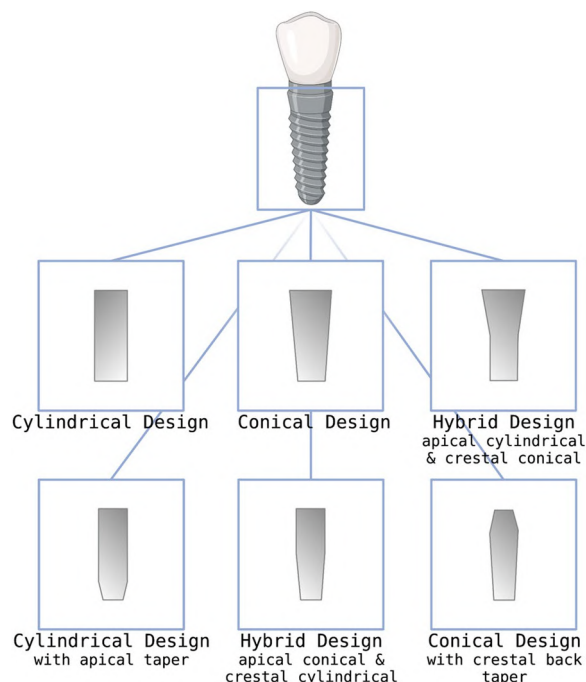 Cylindrical Design
Conical Design
Hybrid Design
apical cylindrical
& crestal conical
Cylindrical Design
with apical taper
Hybrid Design
apical conical &
crestal cylindrical
Conical Design
with crestal back
taper